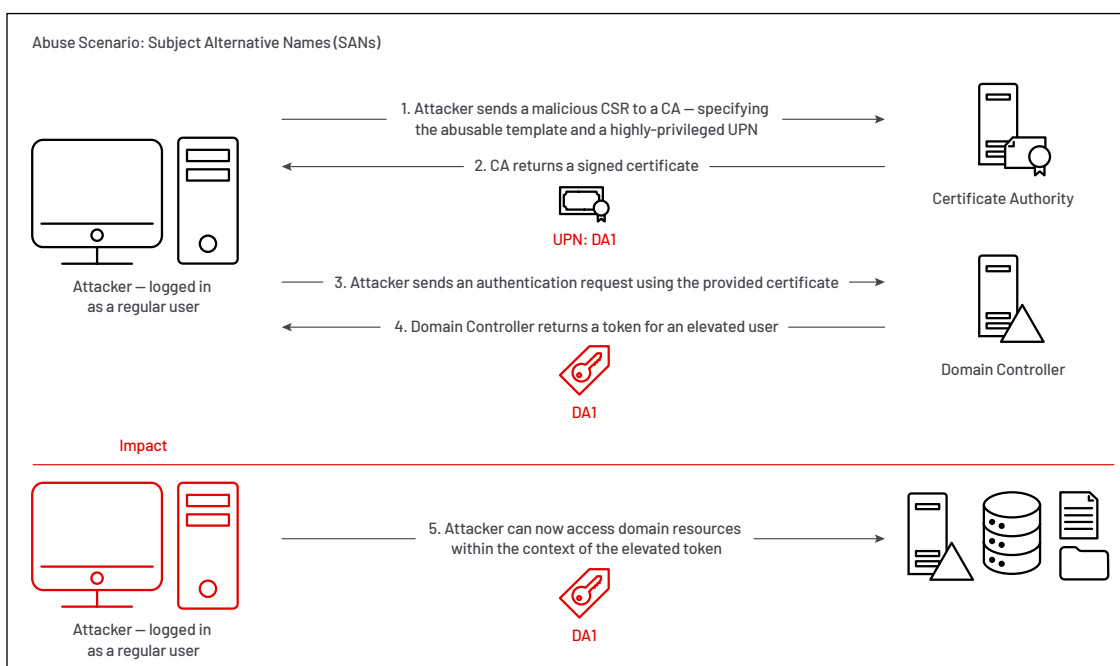 Abuse Scenario: Subject Alternative Names (SANs)
1. Attacker sends a malicious CSR to a CA — specifying
the abusable template and a highly-privileged UPN
2. CA returns a signed certificate
UPN: DA1
Certificate Authority
Attacker — logged in
as a regular user
3. Attacker sends an authentication request using the provided certificate
4. Domain Controller returns a token for an elevated user
DA1
Domain Controller
Impact
5. Attacker can now access domain resources
within the context of the elevated token
DA1
Attacker — logged in
as a regular user